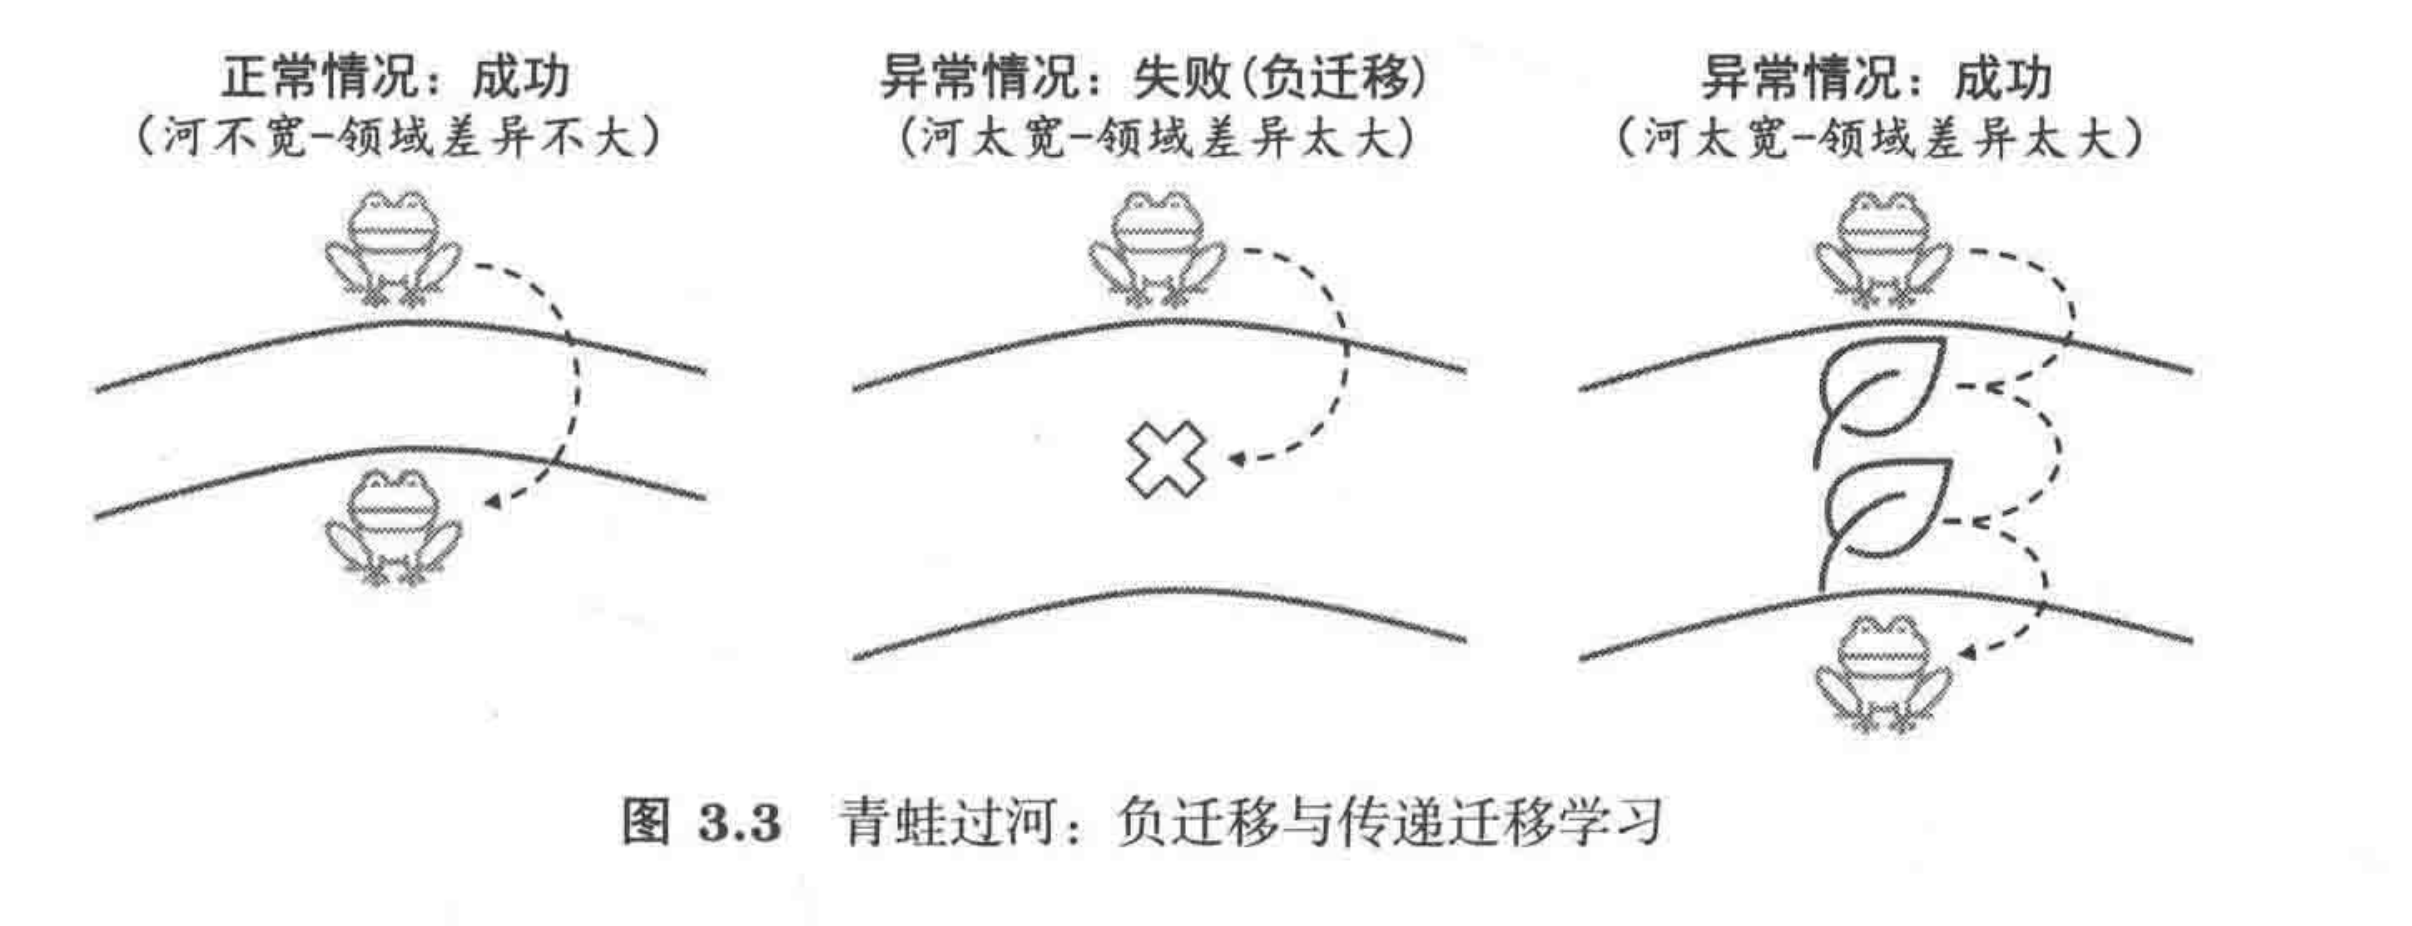 正常情况：成功
（河不宽-领域差异不大）
异常情况：失败(负迁移)
(河太宽-领域差异太大)
异常情况：成功
（河太宽-领域差异太大）
图 3.3 青蛙过河：负迁移与传递迁移学习